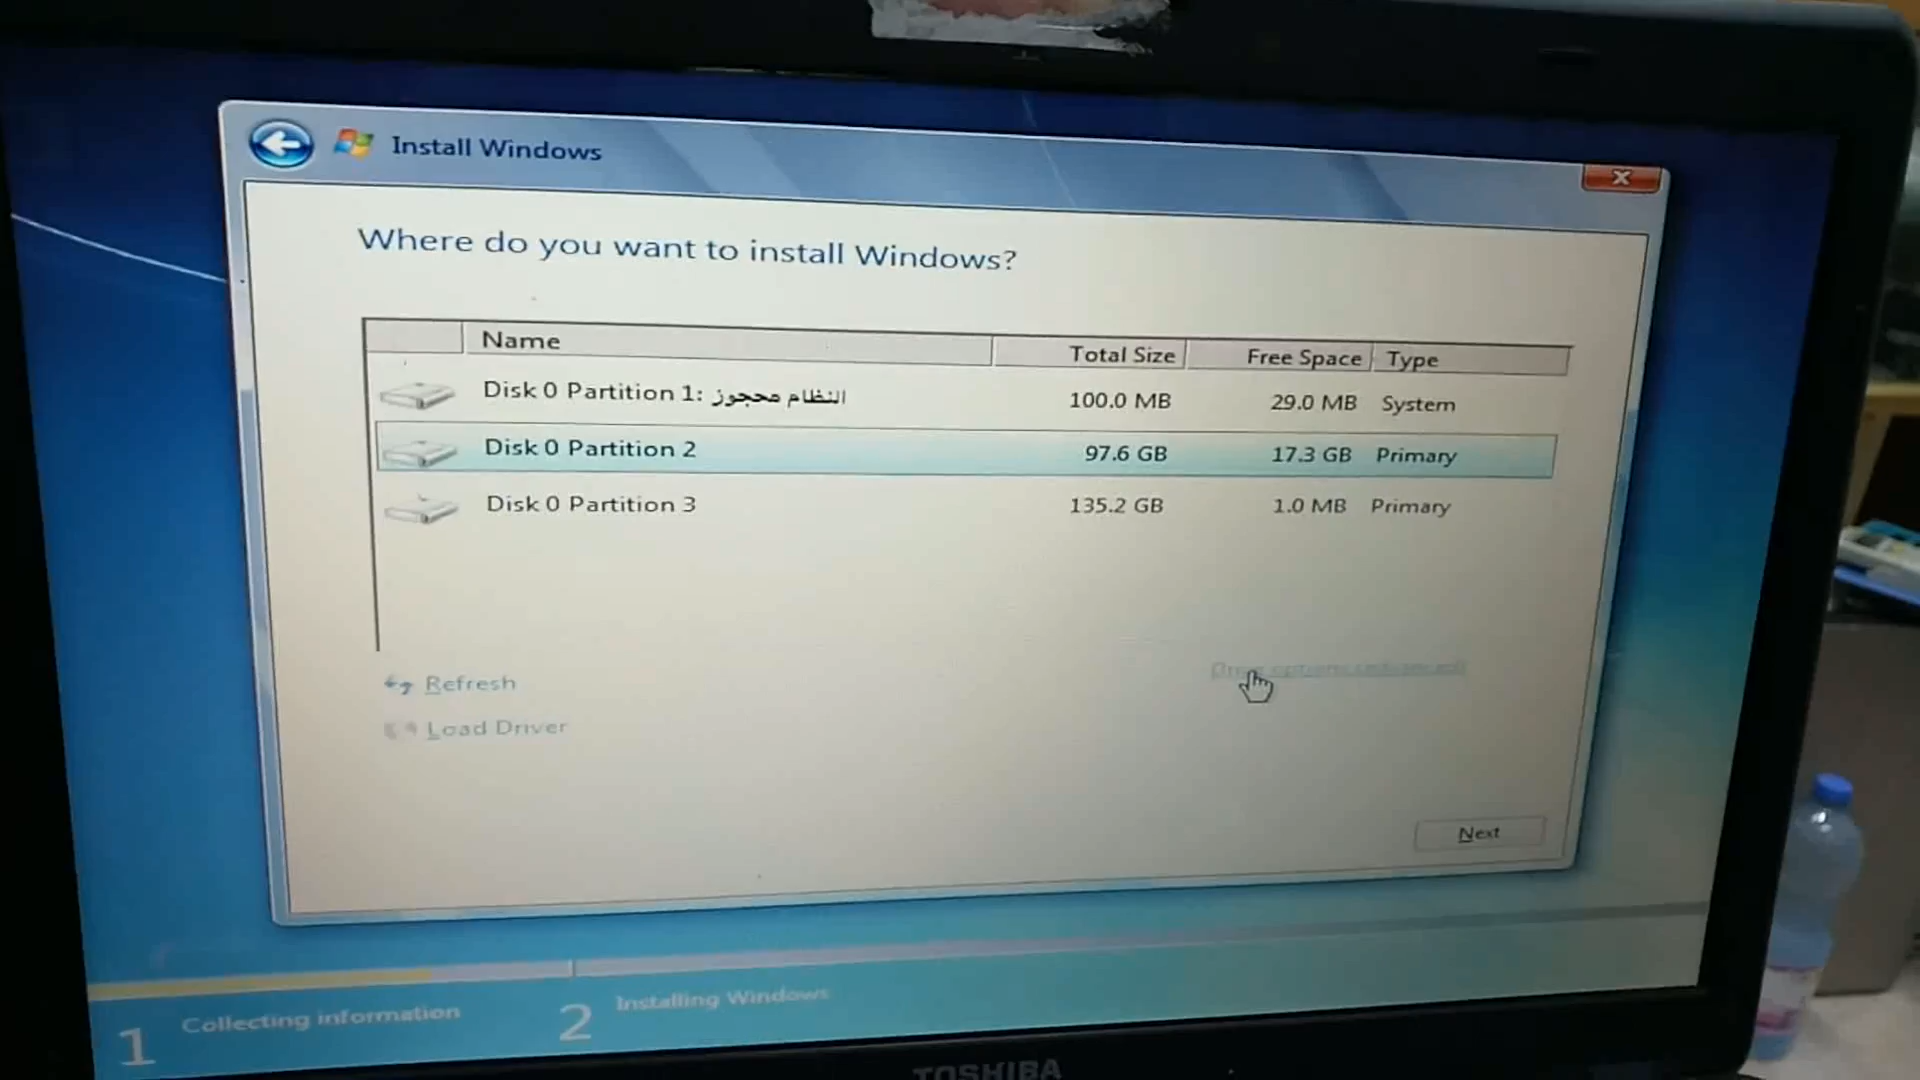 Install Windows
Where do you want to install Windows?
Name Total Size Free Space Type
Disk 0 Partition 1: النظام محجوز 100.0 MB 29.0 MB System
Disk 0 Partition 2 97.6 GB 17.3 GB Primary
Disk 0 Partition 3 135.2 GB 1.0 MB Primary
Refresh
Load Driver
Next
1 Collecting information
2 Installing Windows
TOSHIBA